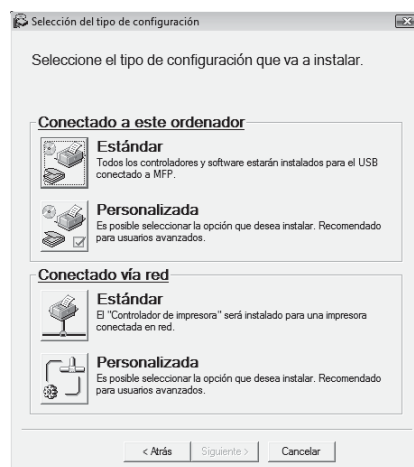 Selección del tipo de configuración
Seleccione el tipo de configuración que va a instalar.
Conectado a este ordenador
Estándar
Todos los controladores y software estarán instalados para el USB
conectado a MFP.
Personalizada
Es posible seleccionar la opción que desea instalar. Recomendado
para usuarios avanzados.
Conectado vía red
Estándar
El "Controlador de impresora" será instalado para una impresora
conectada en red.
Personalizada
Es posible seleccionar la opción que desea instalar. Recomendado
para usuarios avanzados.
< Atrás Siguiente > Cancelar